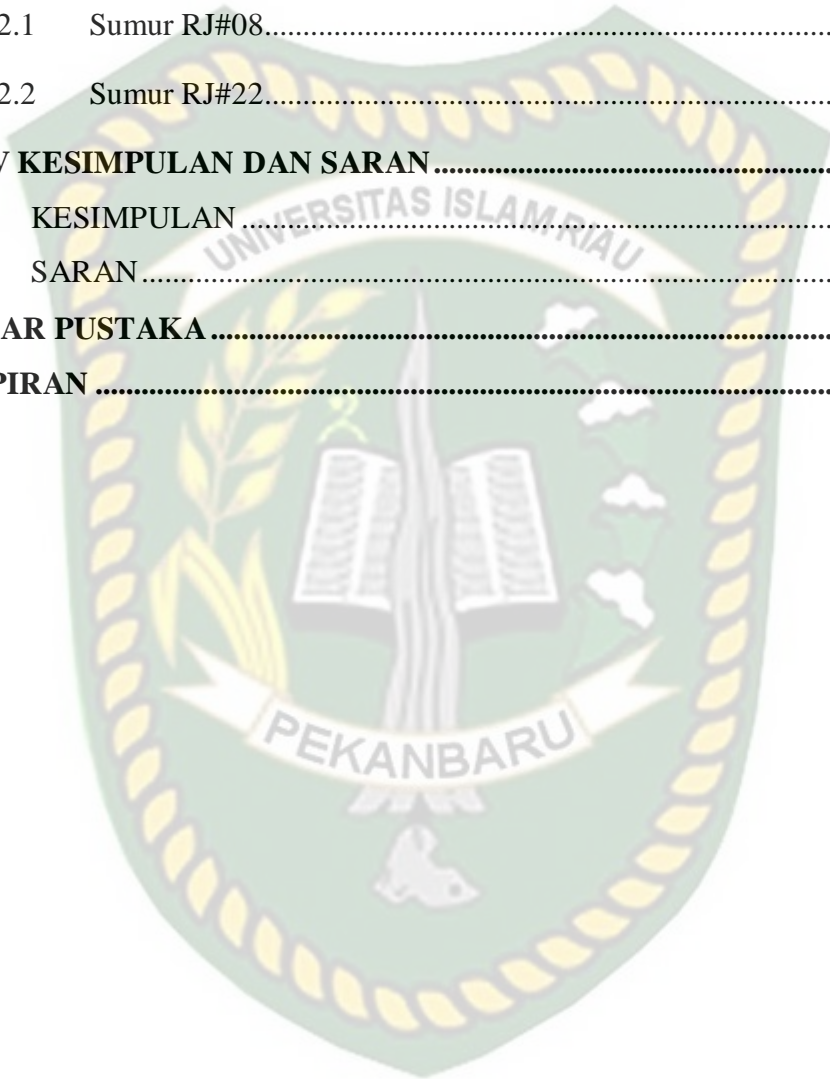 2.1 Sumur RJ#08
2.2 Sumur RJ#22
V KESIMPULAN DAN SARAN
KESIMPULAN
SARAN
AR PUSTAKA
PIRAN
UNIVERSITAS ISLAM RIAU
PEKANBARU